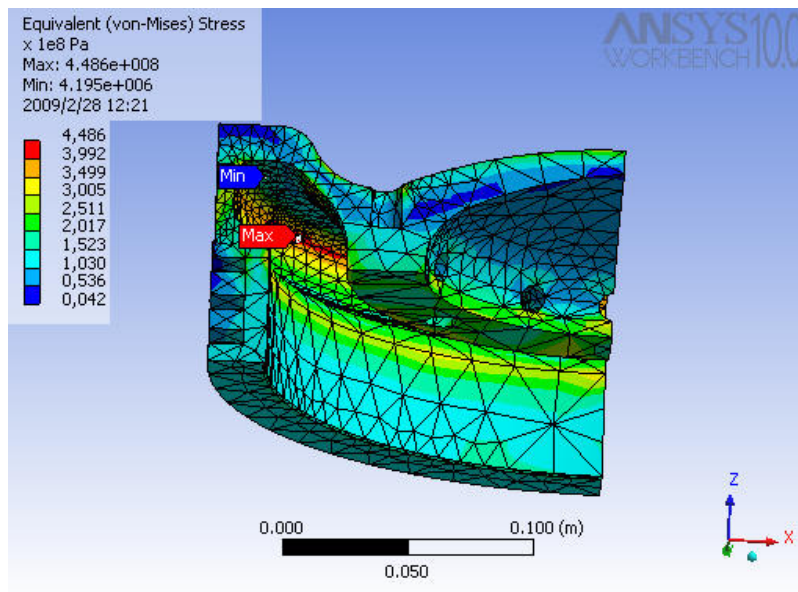 Equivalent (von-Mises) Stress
x 1e8 Pa
Max: 4.486e+008
Min: 4.195e+006
2009/2/28 12:21
ANSYS
WORKBENCH 10.0
4,486
3,992
3,499
3,005
2,511
2,017
1,523
1,030
0,536
0,042
Min
Max
0.000 0.100 (m)
0.050
Z
X